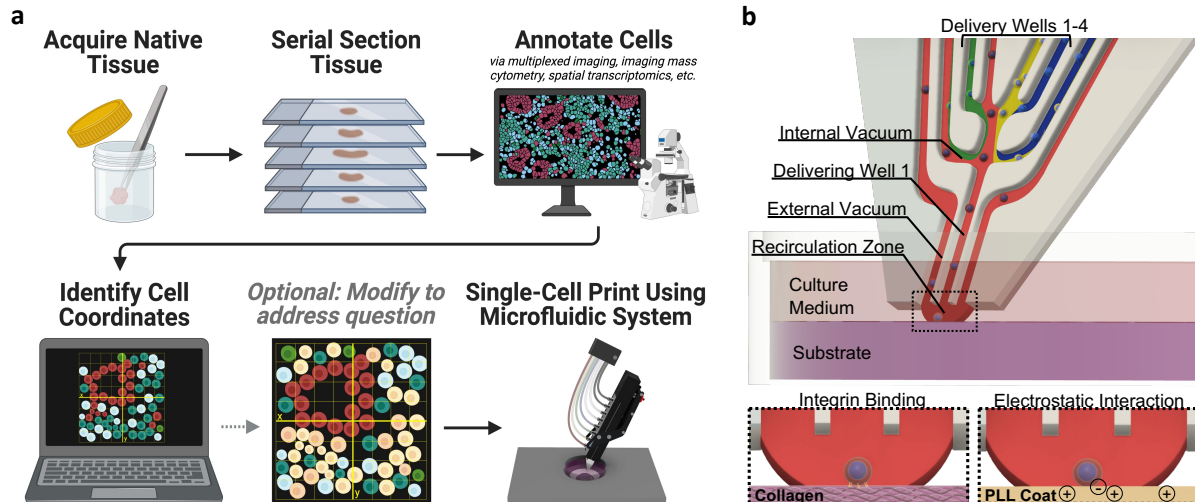 a
Acquire Native
Tissue
Serial Section
Tissue
Annotate Cells
via multiplexed imaging, imaging mass
cytometry, spatial transcriptomics, etc.
Identify Cell
Coordinates
x
y
Optional: Modify to
address question
x
y
Single-Cell Print Using
Microfluidic System
b
Delivery Wells 1-4
Internal Vacuum
Delivering Well 1
External Vacuum
Recirculation Zone
Culture
Medium
Substrate
Integrin Binding
Collagen
Electrostatic Interaction
PLL Coat + - + +